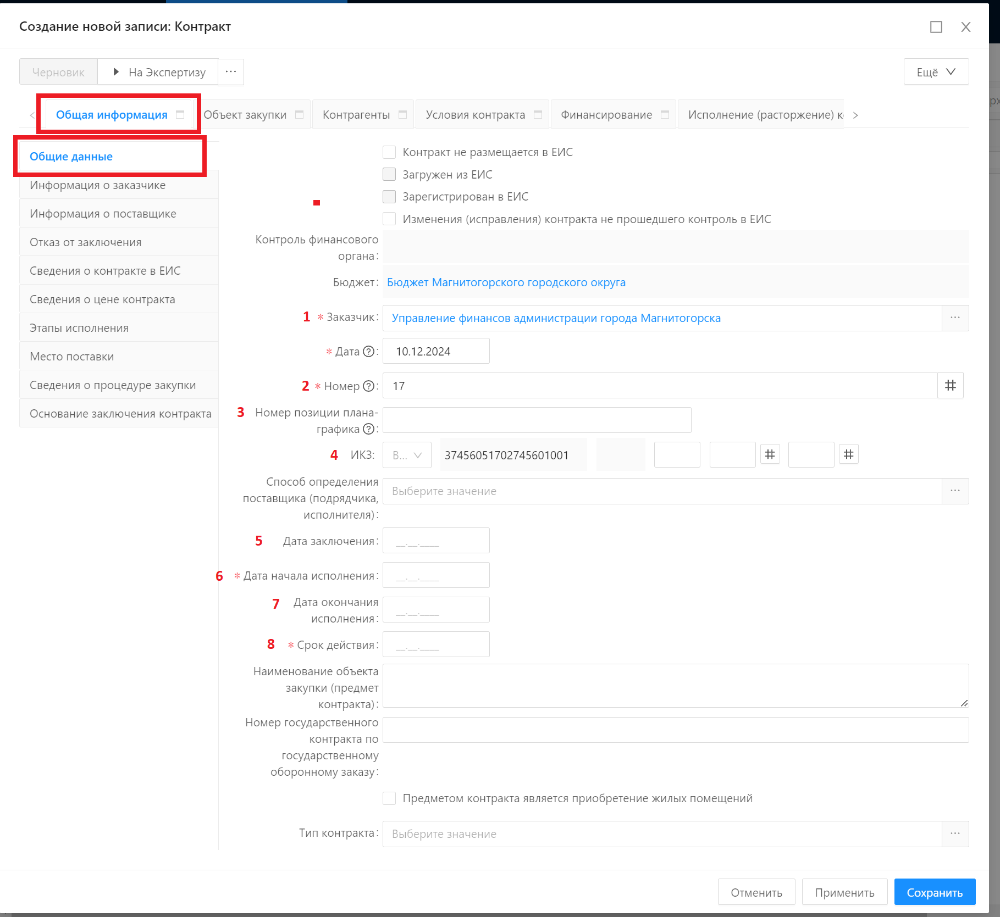 Создание новой записи: Контракт
Черновик
На Экспертизу
...
Ещё
Общая информация
Объект закупки
Контрагенты
Условия контракта
Финансирование
Исполнение (расторжение)
Общие данные
Информация о заказчике
Информация о поставщике
Отказ от заключения
Сведения о контракте в ЕИС
Сведения о цене контракта
Этапы исполнения
Место поставки
Сведения о процедуре закупки
Основание заключения контракта
Контракт не размещается в ЕИС
Загружен из ЕИС
Зарегистрирован в ЕИС
Изменения (исправления) контракта не прошедшего контроль в ЕИС
Контроль финансового
органа:
Бюджет: Бюджет Магнитогорского городского округа
1 * Заказчик: Управление финансов администрации города Магнитогорска ...
* Дата ?: 10.12.2024
2 * Номер ?: 17 #
3 Номер позиции плана-
графика ?:
4 ИКЗ: В... 37456051702745601001 # #
Способ определения
поставщика (подрядчика,
исполнителя): Выберите значение ...
5 Дата заключения: __.__.____
6 * Дата начала исполнения: __.__.____
7 Дата окончания
исполнения: __.__.____
8 * Срок действия: __.__.____
Наименование объекта
закупки (предмет
контракта):
Номер государственного
контракта по
государственному
оборонному заказу:
Предметом контракта является приобретение жилых помещений
Тип контракта: Выберите значение ...
Отменить
Применить
Сохранить